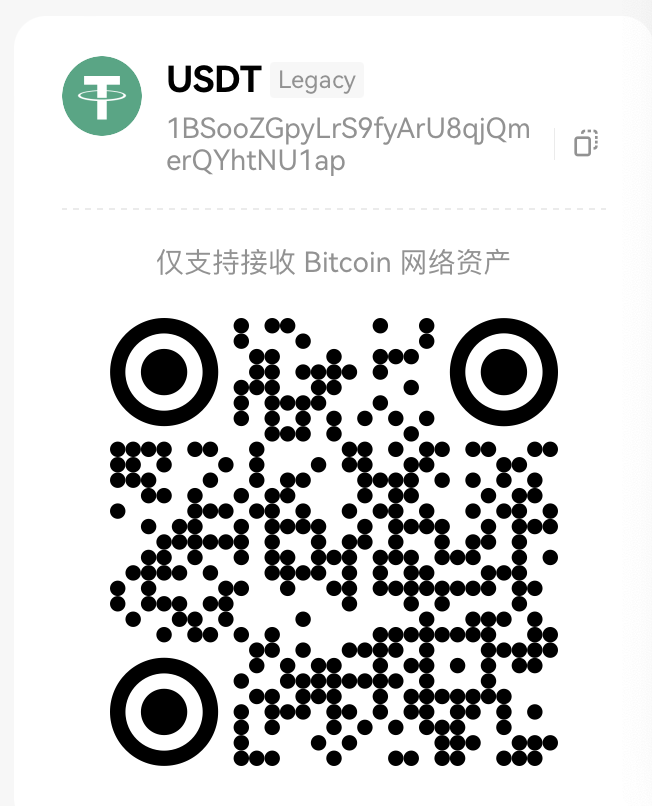 USDT Legacy
1BSooZGpyLrS9fyArU8qjQm
erQYhtNU1ap
仅支持接收 Bitcoin 网络资产